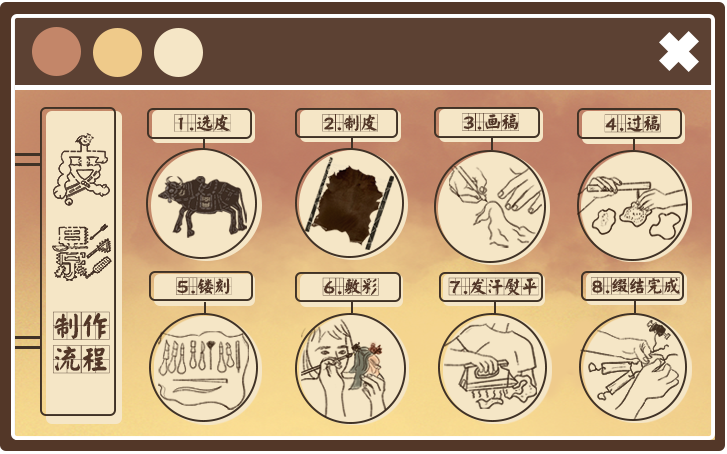 皮
影
制作
流程
1.选皮
2.制皮
3.画稿
4.过稿
5.镂刻
6.敷彩
7.发汗熨平
8.缀结完成